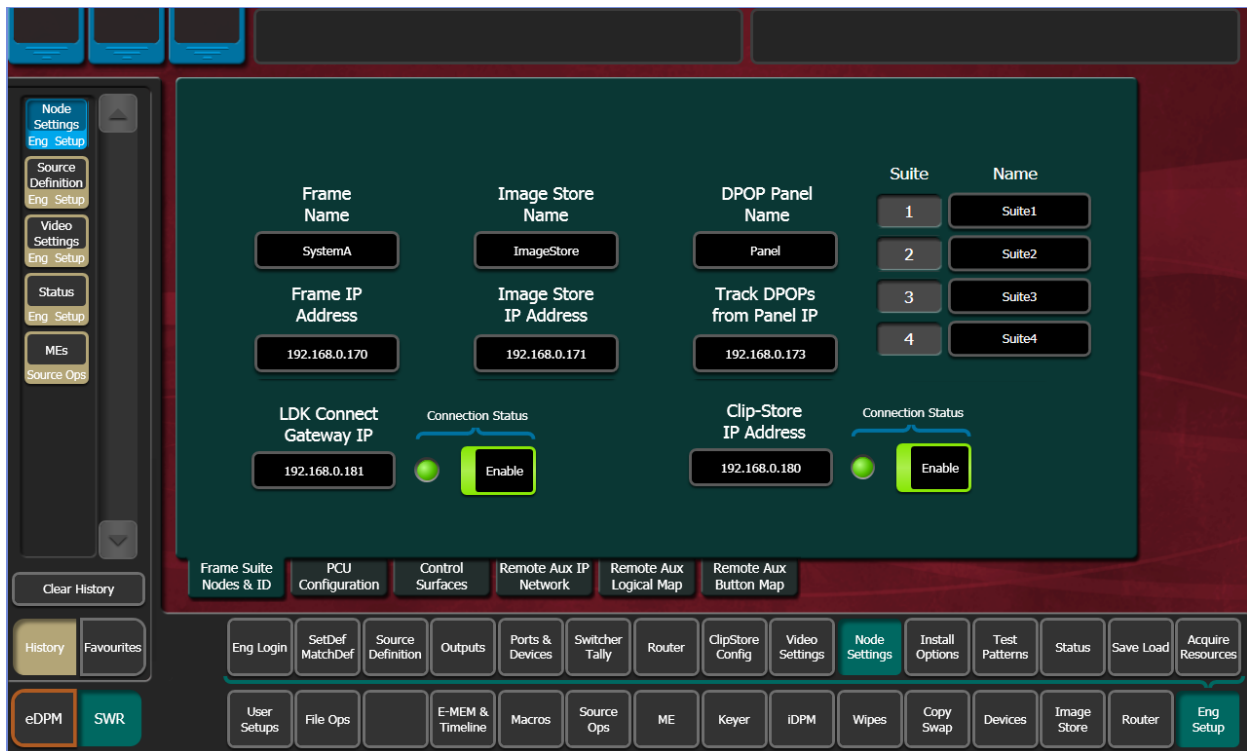 Node
Settings
Eng Setup
Source
Definition
Eng Setup
Video
Settings
Eng Setup
Status
Eng Setup
MEs
Source Ops
Clear History
History
Favourites
eDPM
SWR
Frame
Name
SystemA
Image Store
Name
ImageStore
DPOP Panel
Name
Panel
Suite
Name
1
Suite1
2
Suite2
3
Suite3
4
Suite4
Frame IP
Address
192.168.0.170
Image Store
IP Address
192.168.0.171
Track DPOPs
from Panel IP
192.168.0.173
LDK Connect
Gateway IP
192.168.0.181
Connection Status
Enable
Clip-Store
IP Address
192.168.0.180
Connection Status
Enable
Frame Suite
Nodes & ID
PCU
Configuration
Control
Surfaces
Remote Aux IP
Network
Remote Aux
Logical Map
Remote Aux
Button Map
Eng Login
SetDef
MatchDef
Source
Definition
Outputs
Ports &
Devices
Switcher
Tally
Router
ClipStore
Config
Video
Settings
Node
Settings
Install
Options
Test
Patterns
Status
Save Load
Acquire
Resources
User
Setups
File Ops
E-MEM &
Timeline
Macros
Source
Ops
ME
Keyer
iDPM
Wipes
Copy
Swap
Devices
Image
Store
Router
Eng
Setup